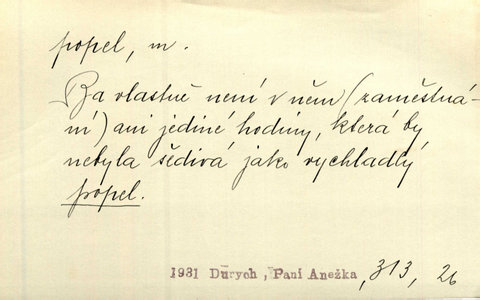 popel, m.
Ba vlastně není v něm (zaměstná-
ní) ani jediné hodiny, která by
nebyla šedivá jako vychladlý
popel.
1931 Durych, Paní Anežka, 313, 26